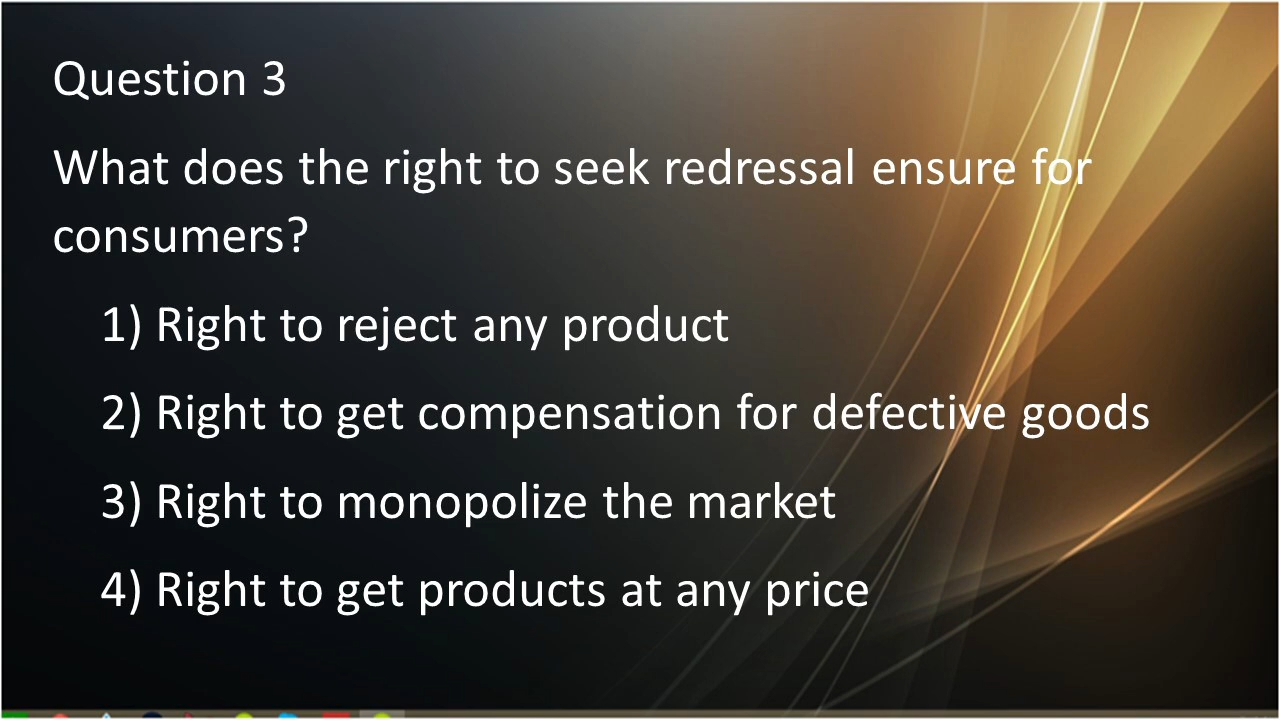 Question 3
What does the right to seek redressal ensure for
consumers?
1) Right to reject any product
2) Right to get compensation for defective goods
3) Right to monopolize the market
4) Right to get products at any price